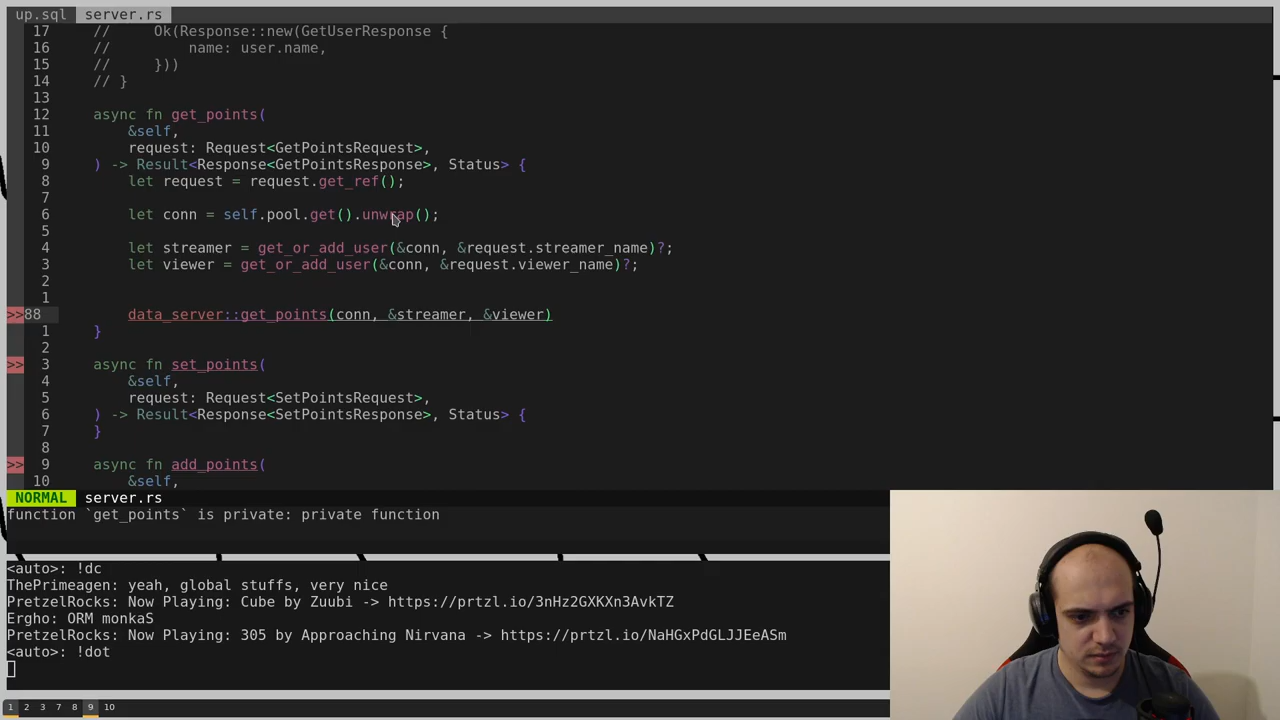 up.sql server.rs
17 // Ok(Response::new(GetUserResponse {
16 // name: user.name,
15 // }))
14 // }
13
12 async fn get_points(
11 &self,
10 request: Request<GetPointsRequest>,
9 ) -> Result<Response<GetPointsResponse>, Status> {
8 let request = request.get_ref();
7
6 let conn = self.pool.get().unwrap();
5
4 let streamer = get_or_add_user(&conn, &request.streamer_name)?;
3 let viewer = get_or_add_user(&conn, &request.viewer_name)?;
2
1
>>88 data_server::get_points(conn, &streamer, &viewer)
1 }
2
>> 3 async fn set_points(
4 &self,
5 request: Request<SetPointsRequest>,
6 ) -> Result<Response<SetPointsResponse>, Status> {
7 }
8
>> 9 async fn add_points(
10 &self,
NORMAL server.rs
function `get_points` is private: private function
<auto>: !dc
ThePrimeagen: yeah, global stuffs, very nice
PretzelRocks: Now Playing: Cube by Zuubi -> https://prtzl.io/3nHz2GXKXn3AvkTZ
Ergho: ORM monkaS
PretzelRocks: Now Playing: 305 by Approaching Nirvana -> https://prtzl.io/NaHGxPdGLJJEeASm
<auto>: !dot
1 2 3 7 8 9 10